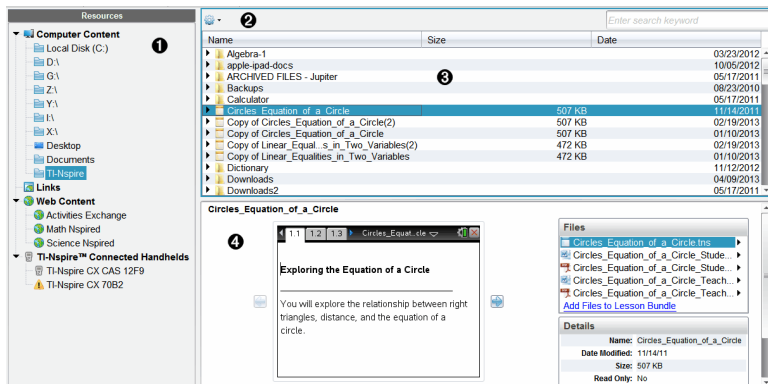 Resources
Computer Content
Local Disk (C:)
D:\
G:\
Z:\
Y:\
I:\
X:\
Desktop
Documents
TI-Nspire
Links
Web Content
Activities Exchange
Math Nspired
Science Nspired
TI-Nspire™ Connected Handhelds
TI-Nspire CX CAS 12F9
TI-Nspire CX 70B2
1
2
Enter search keyword
Name Size Date
Algebra-1 03/23/2012
apple-ipad-docs 10/05/2012
ARCHIVED FILES - Jupiter 05/17/2011
3
Backups 08/23/2010
Calculator 05/17/2011
Circles_Equation_of_a_Circle 507 KB 11/14/2011
Copy of Circles_Equation_of_a_Circle(2) 507 KB 02/19/2013
Copy of Circles_Equation_of_a_Circle 507 KB 01/10/2013
Copy of Linear_Equal...s_in_Two_Variables(2) 472 KB 02/19/2013
Copy of Linear_Equalities_in_Two_Variables 472 KB 01/10/2013
Dictionary 11/12/2012
Downloads 04/09/2013
Downloads2 05/17/2011
Circles_Equation_of_a_Circle
4
1.1 1.2 1.3 Circles_Equat..cle
Exploring the Equation of a Circle
You will explore the relationship between right
triangles, distance, and the equation of a
circle.
Files
Circles_Equation_of_a_Circle.tns
Circles_Equation_of_a_Circle_Stude...
Circles_Equation_of_a_Circle_Stude...
Circles_Equation_of_a_Circle_Teach...
Circles_Equation_of_a_Circle_Teach...
Add Files to Lesson Bundle
Details
Name: Circles_Equation_of_a_Circle
Date Modified: 11/14/11
Size: 507 KB
Read Only: No